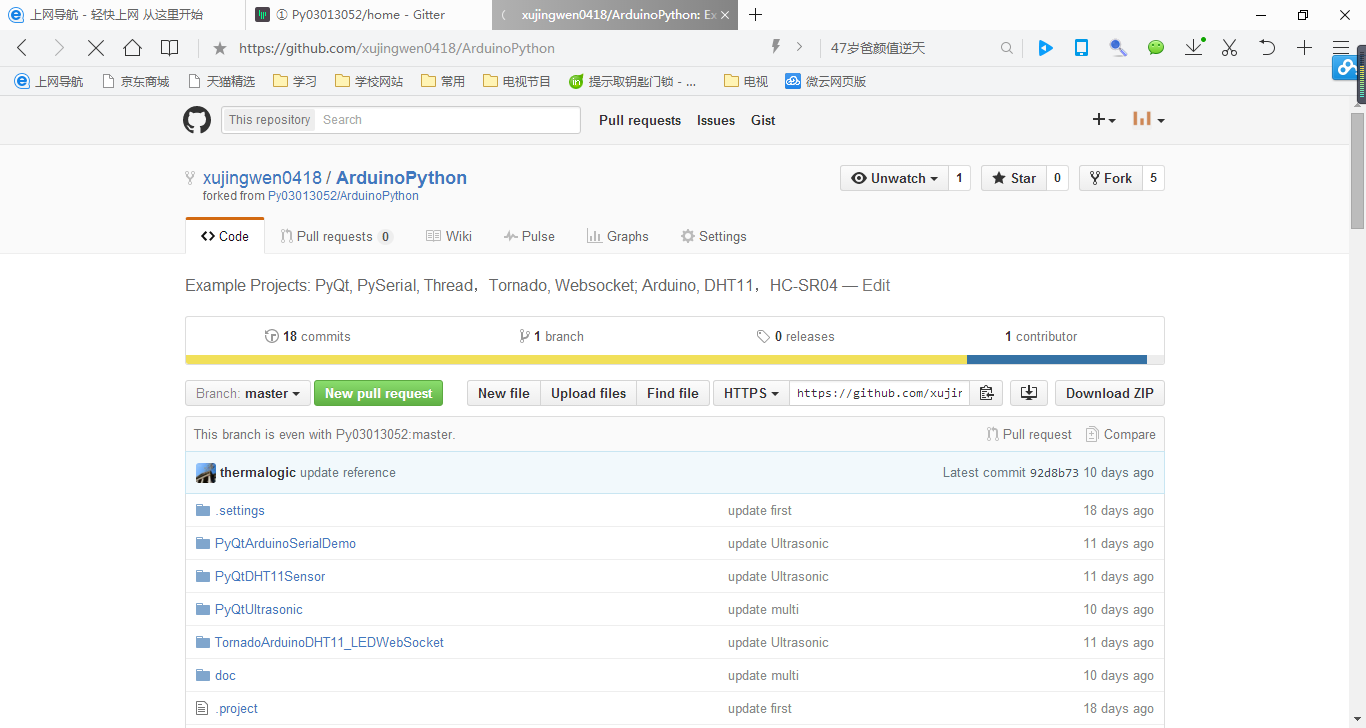 上网导航 - 轻快上网 从这里开始
① Py03013052/home - Gitter
xujingwen0418/ArduinoPython: Ex
https://github.com/xujingwen0418/ArduinoPython
47岁爸颜值逆天
上网导航 京东商城 天猫精选 学习 学校网站 常用 电视节目 提示取钥匙门锁 - ... 电视 微云网页版
This repository Search Pull requests Issues Gist
xujingwen0418 / ArduinoPython
Unwatch 1 Star 0 Fork 5
forked from Py03013052/ArduinoPython
Code Pull requests 0 Wiki Pulse Graphs Settings
Example Projects: PyQt, PySerial, Thread，Tornado, Websocket; Arduino, DHT11，HC-SR04 — Edit
18 commits 1 branch 0 releases 1 contributor
Branch: master New pull request New file Upload files Find file HTTPS https://github.com/xujir Download ZIP
This branch is even with Py03013052:master. Pull request Compare
thermalogic update reference Latest commit 92d8b73 10 days ago
.settings update first 18 days ago
PyQtArduinoSerialDemo update Ultrasonic 11 days ago
PyQtDHT11Sensor update Ultrasonic 11 days ago
PyQtUltrasonic update multi 10 days ago
TornadoArduinoDHT11_LEDWebSocket update Ultrasonic 11 days ago
doc update multi 10 days ago
.project update first 18 days ago